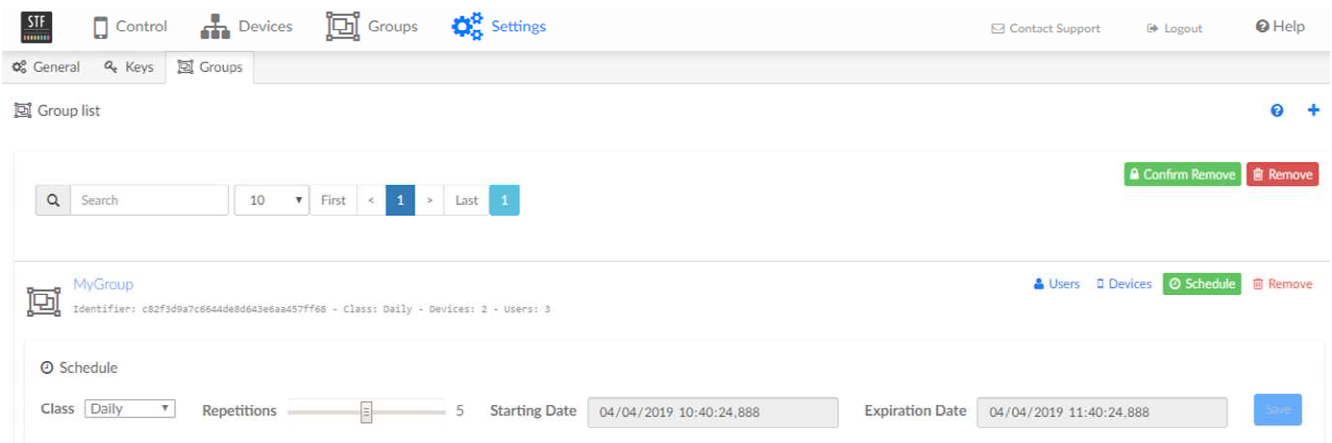 STF Control Devices Groups Settings Contact Support Logout Help
General Keys Groups
Group list
Confirm Remove Remove
Search 10 First < 1 > Last 1
MyGroup Users Devices Schedule Remove
Identifier: c82f3d9a7c6644de8d643e6aa457ff68 - Class: Daily - Devices: 2 - Users: 3
Schedule
Class Daily Repetitions 5 Starting Date 04/04/2019 10:40:24,888 Expiration Date 04/04/2019 11:40:24,888 Save